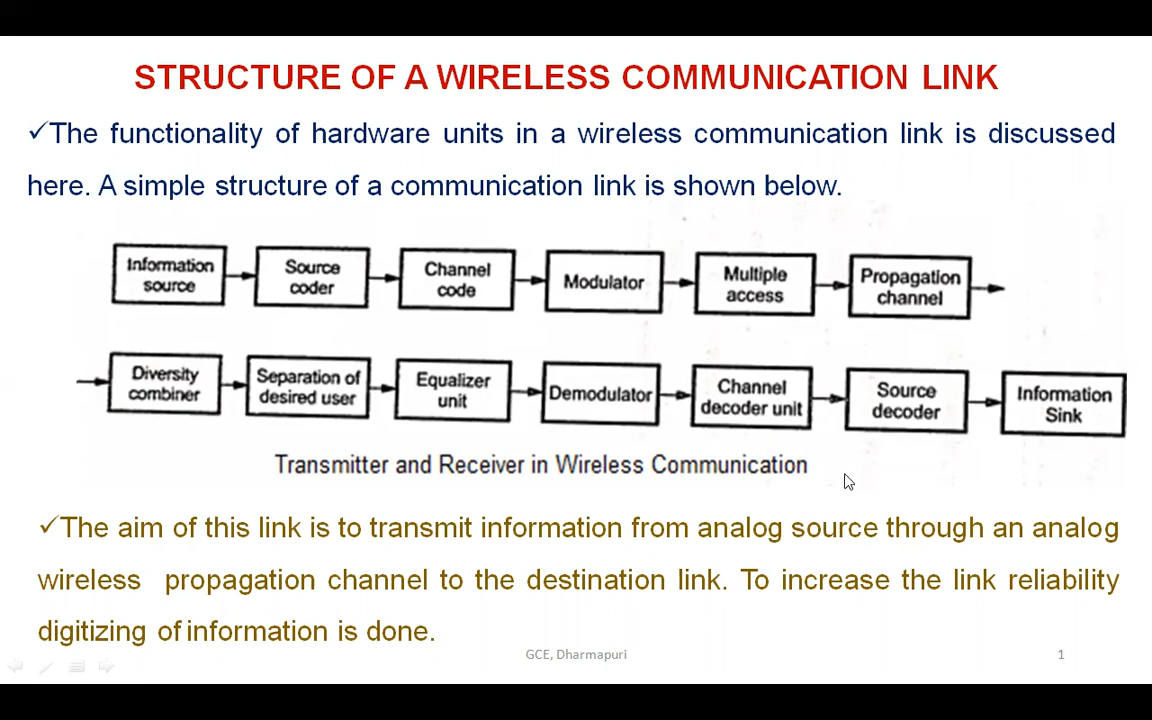 STRUCTURE OF A WIRELESS COMMUNICATION LINK
✓The functionality of hardware units in a wireless communication link is discussed
here. A simple structure of a communication link is shown below.
Information
source
Source
coder
Channel
code
Modulator
Multiple
access
Propagation
channel
Diversity
combiner
Separation of
desired user
Equalizer
unit
Demodulator
Channel
decoder unit
Source
decoder
Information
Sink
Transmitter and Receiver in Wireless Communication
✓The aim of this link is to transmit information from analog source through an analog
wireless propagation channel to the destination link. To increase the link reliability
digitizing of information is done.
GCE, Dharmapuri
1